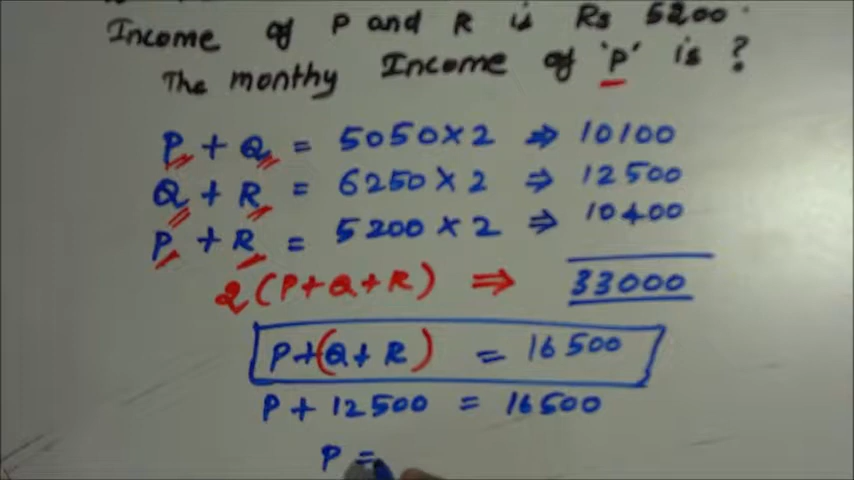 Income of P and R is Rs 5200.
The monthy Income of 'P' is ?
P + Q = 5050 × 2 ⇒ 10100
Q + R = 6250 × 2 ⇒ 12500
P + R = 5200 × 2 ⇒ 10400
2 (P + Q + R) ⇒ 33000
P + (Q + R) = 16500
P + 12500 = 16500
P =